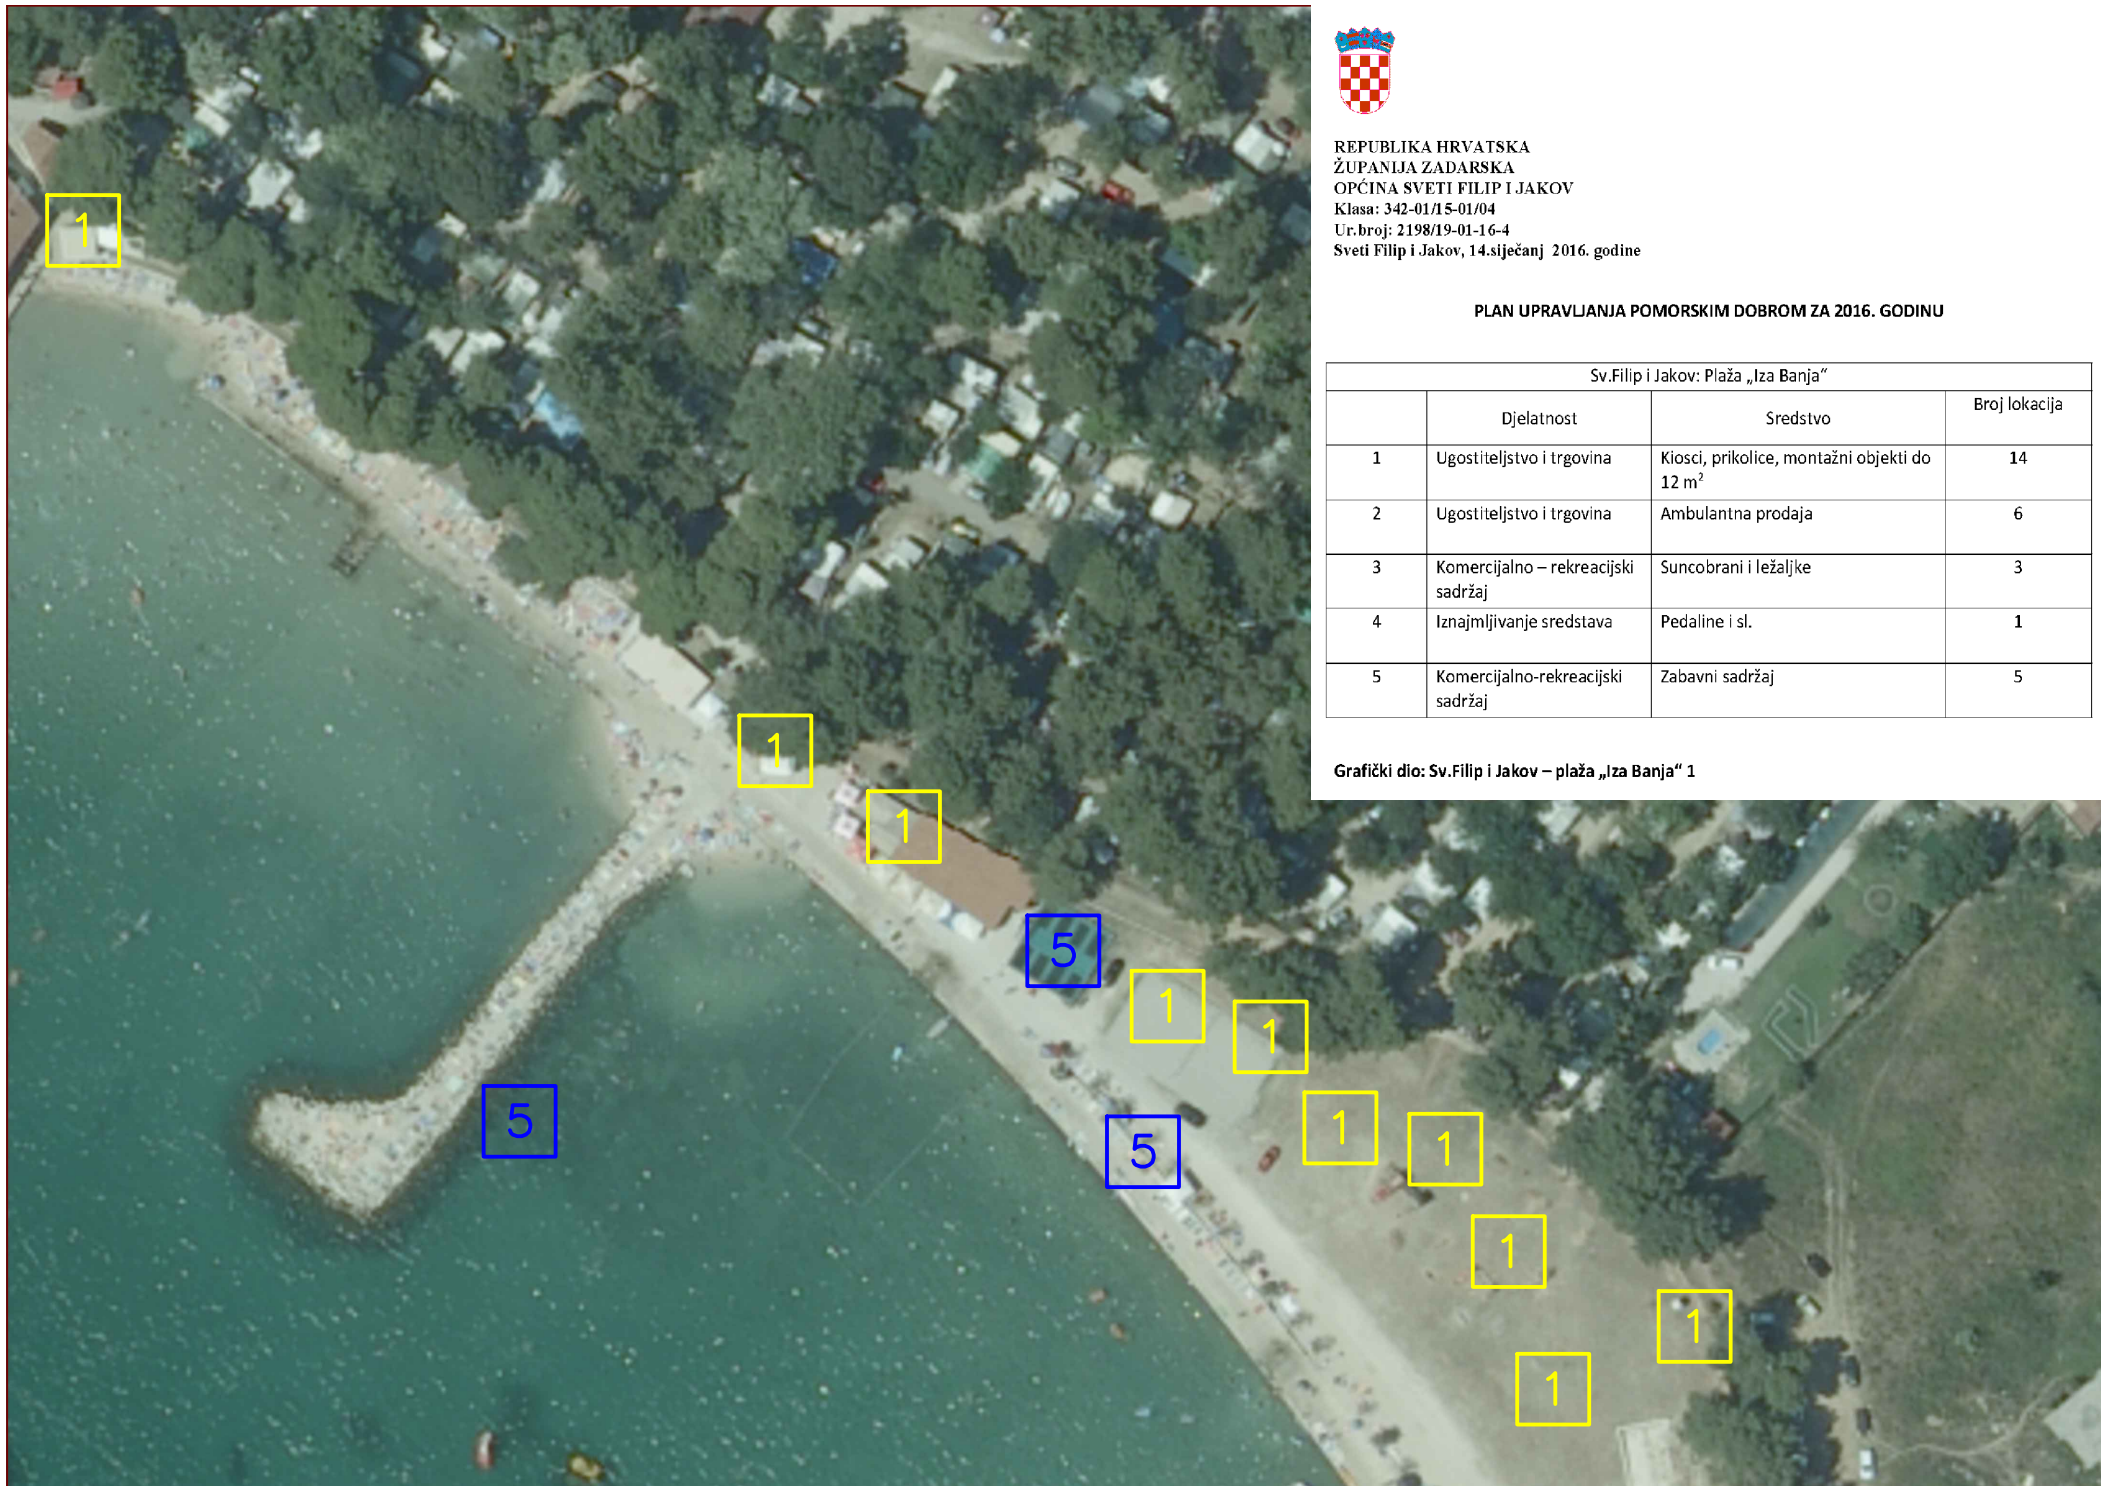 REPUBLIKA HRVATSKA
ŽUPANIJA ZADARSKA
OPĆINA SVETI FILIP I JAKOV
Klasa: 342-01/15-01/04
Ur.broj: 2198/19-01-16-4
Sveti Filip i Jakov, 14.siječanj 2016. godine
PLAN UPRAVLJANJA POMORSKIM DOBROM ZA 2016. GODINU
Sv.Filip i Jakov: Plaža „Iza Banja“
Djelatnost Sredstvo Broj lokacija
1 Ugostiteljstvo i trgovina Kiosci, prikolice, montažni objekti do 14
12 m²
2 Ugostiteljstvo i trgovina Ambulantna prodaja 6
3 Komercijalno – rekreacijski Suncobrani i ležaljke 3
sadržaj
4 Iznajmljivanje sredstava Pedaline i sl. 1
5 Komercijalno-rekreacijski Zabavni sadržaj 5
sadržaj
Grafički dio: Sv.Filip i Jakov – plaža „Iza Banja“ 1
1
1
1
5
1
1
5
1
5
1
1
1
1